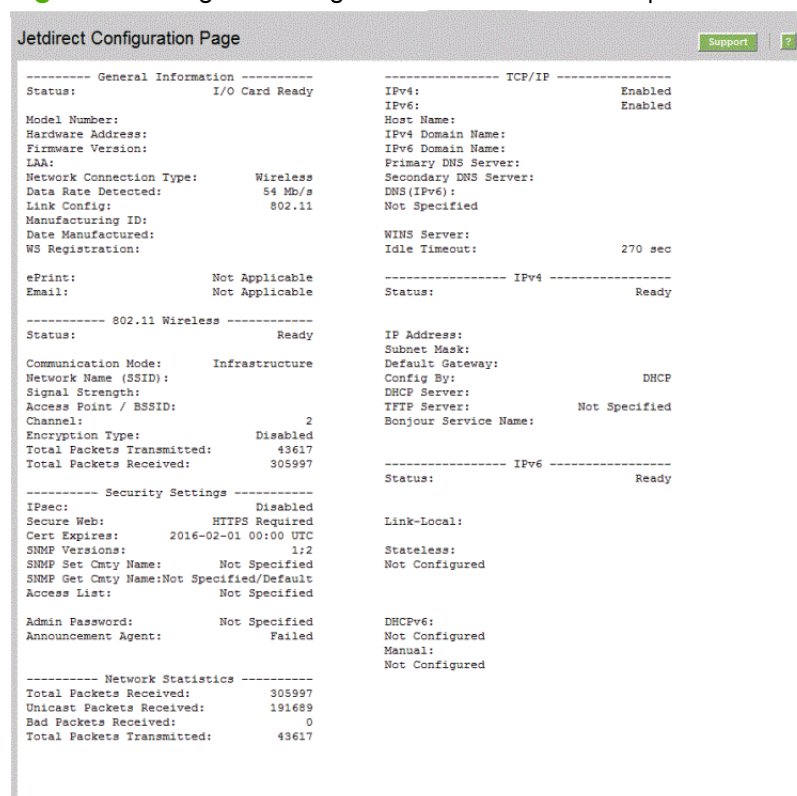 Jetdirect Configuration Page
Support
?
--------- General Information ----------
Status: I/O Card Ready
Model Number:
Hardware Address:
Firmware Version:
LAA:
Network Connection Type: Wireless
Data Rate Detected: 54 Mb/s
Link Config: 802.11
Manufacturing ID:
Date Manufactured:
WS Registration:
ePrint: Not Applicable
Email: Not Applicable
----------- 802.11 Wireless ------------
Status: Ready
Communication Mode: Infrastructure
Network Name (SSID):
Signal Strength:
Access Point / BSSID:
Channel: 2
Encryption Type: Disabled
Total Packets Transmitted: 43617
Total Packets Received: 305997
---------- Security Settings -----------
IPsec: Disabled
Secure Web: HTTPS Required
Cert Expires: 2016-02-01 00:00 UTC
SNMP Versions: 1;2
SNMP Set Cmty Name: Not Specified
SNMP Get Cmty Name:Not Specified/Default
Access List: Not Specified
Admin Password: Not Specified
Announcement Agent: Failed
---------- Network Statistics ----------
Total Packets Received: 305997
Unicast Packets Received: 191689
Bad Packets Received: 0
Total Packets Transmitted: 43617
---------------- TCP/IP ----------------
IPv4: Enabled
IPv6: Enabled
Host Name:
IPv4 Domain Name:
IPv6 Domain Name:
Primary DNS Server:
Secondary DNS Server:
DNS(IPv6):
Not Specified
WINS Server:
Idle Timeout: 270 sec
----------------- IPv4 -----------------
Status: Ready
IP Address:
Subnet Mask:
Default Gateway:
Config By: DHCP
DHCP Server:
TFTP Server: Not Specified
Bonjour Service Name:
----------------- IPv6 -----------------
Status: Ready
Link-Local:
Stateless:
Not Configured
DHCPv6:
Not Configured
Manual:
Not Configured